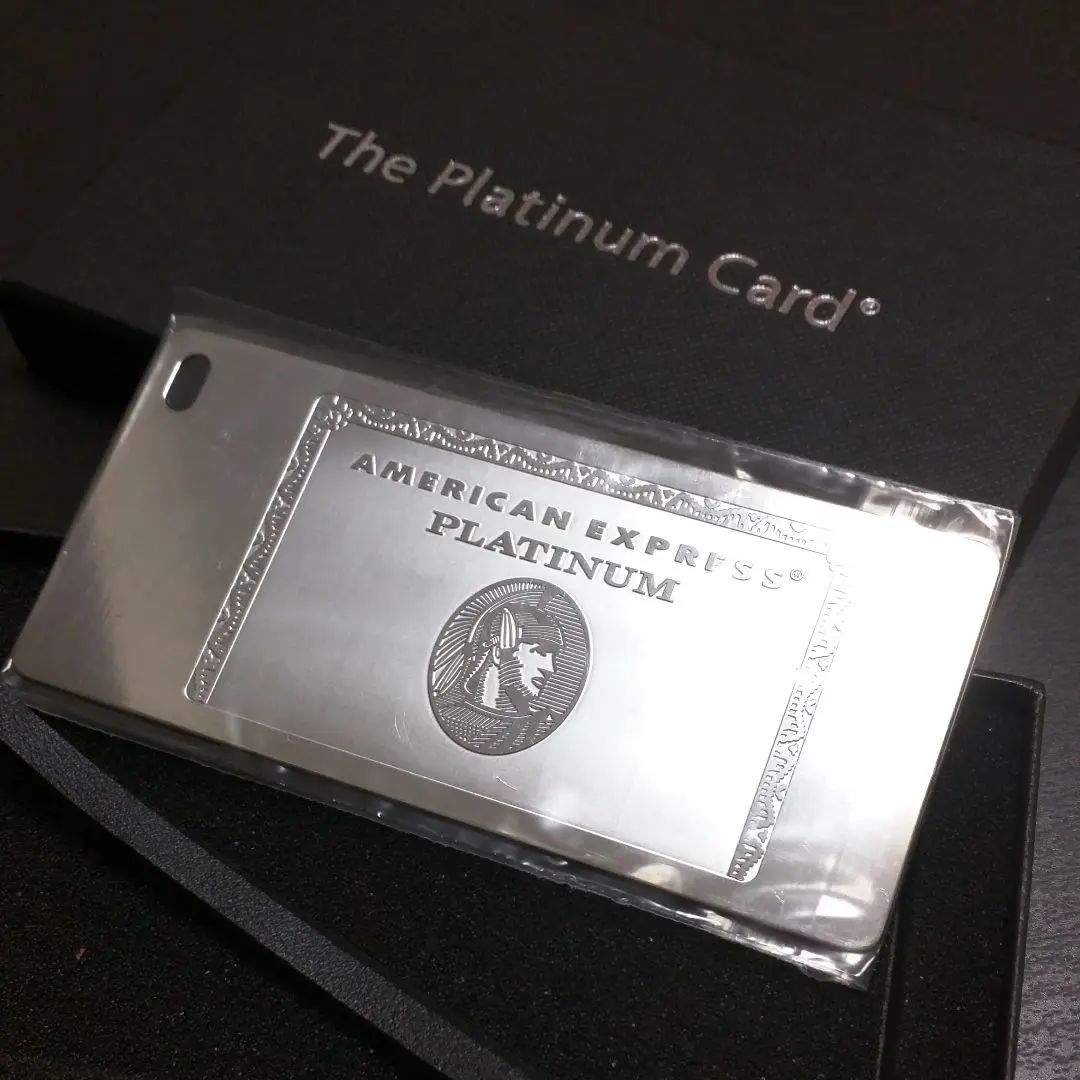 The Platinum Card®
AMERICAN EXPRESS®
PLATINUM